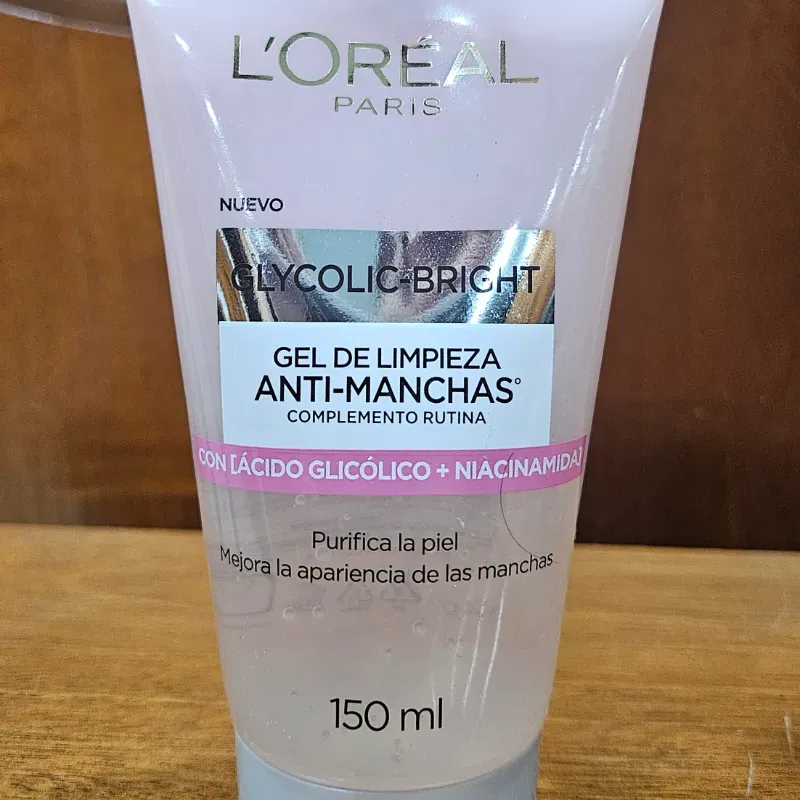 L'ORÉAL
PARIS
NUEVO
GLYCOLIC-BRIGHT
GEL DE LIMPIEZA
ANTI-MANCHAS°
COMPLEMENTO RUTINA
CON [ÁCIDO GLICÓLICO + NIACINAMIDA]
Purifica la piel
Mejora la apariencia de las manchas
150 ml